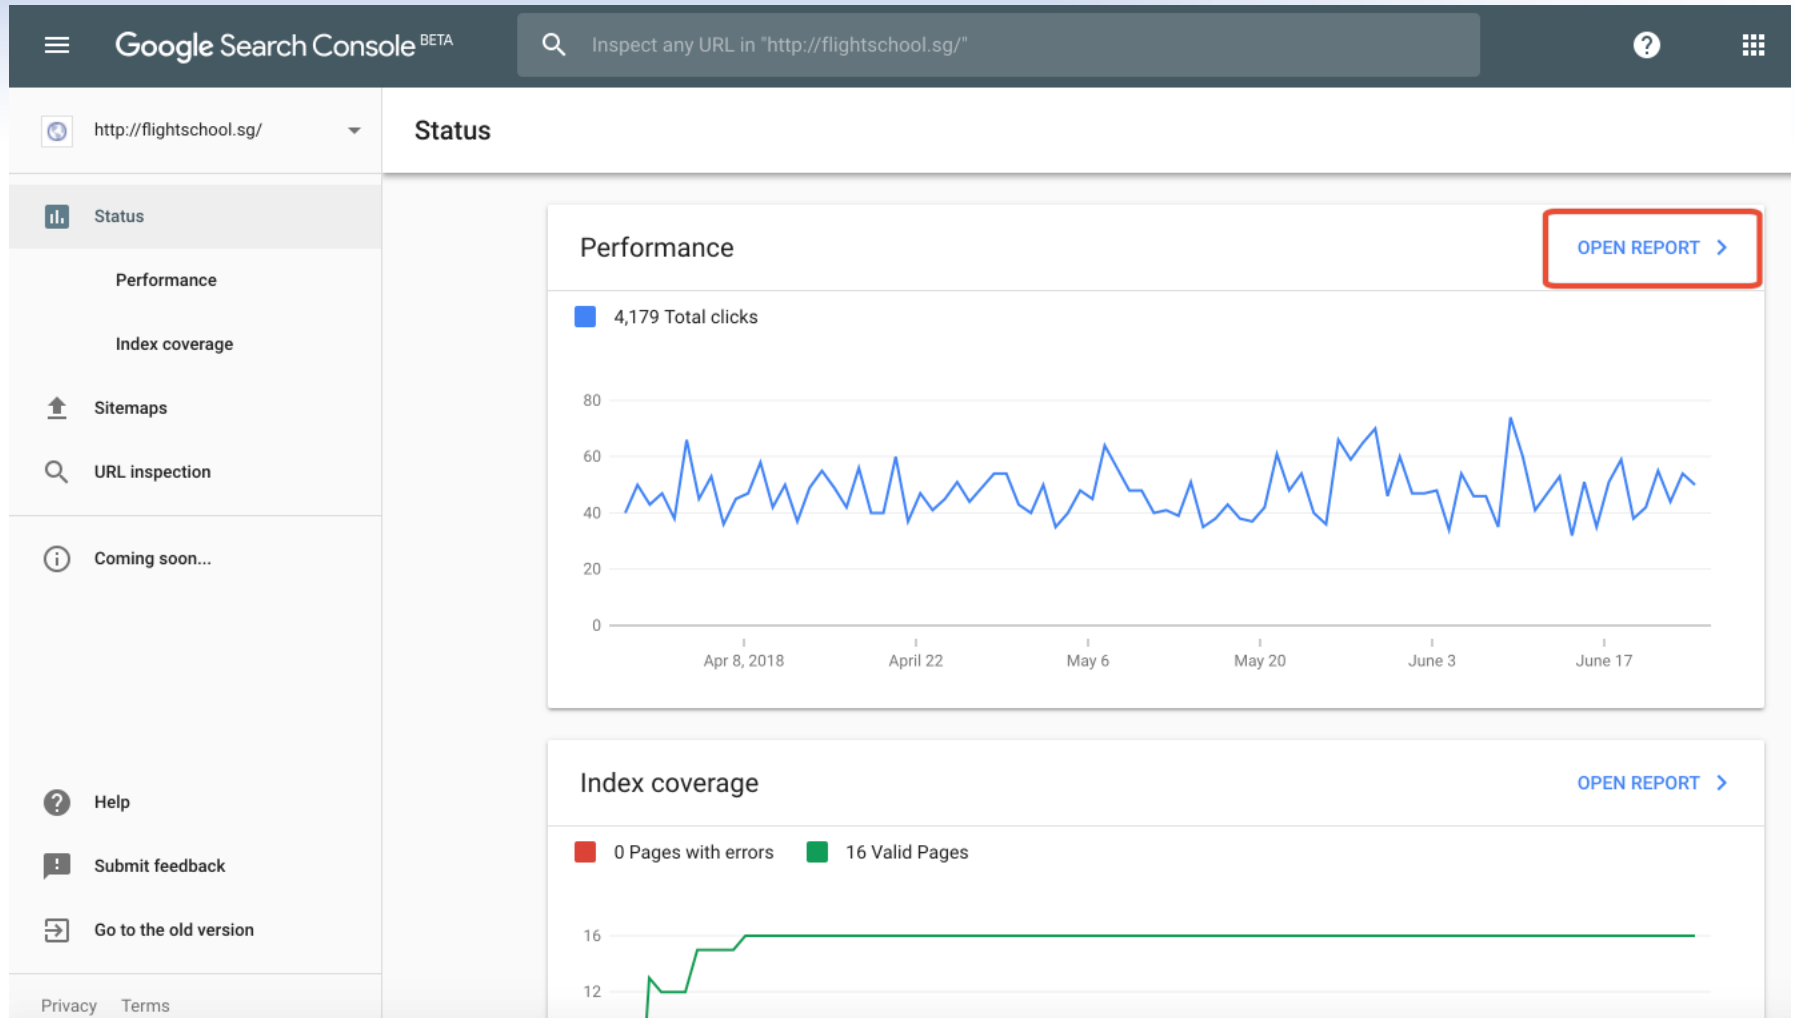 Google Search Console BETA
Inspect any URL in "http://flightschool.sg/"
http://flightschool.sg/
Status
Performance
Index coverage
Sitemaps
URL inspection
Coming soon...
Help
Submit feedback
Go to the old version
Privacy Terms
Status
Performance
OPEN REPORT
4,179 Total clicks
80
60
40
20
0
Apr 8, 2018 April 22 May 6 May 20 June 3 June 17
Index coverage
OPEN REPORT
0 Pages with errors 16 Valid Pages
16
12